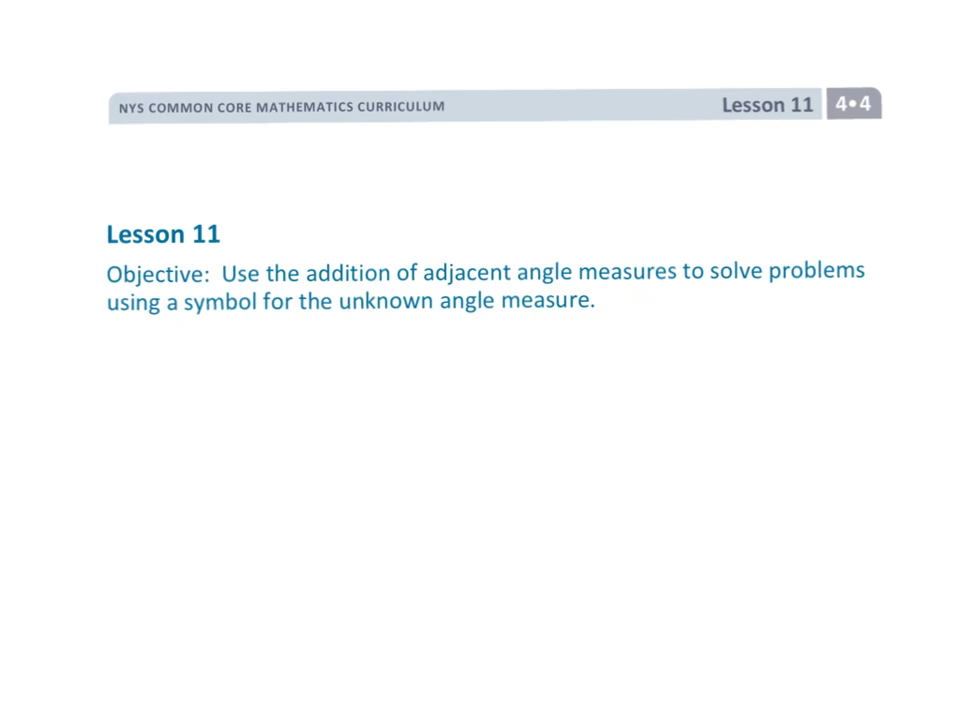 NYS COMMON CORE MATHEMATICS CURRICULUM Lesson 11 4•4
Lesson 11
Objective: Use the addition of adjacent angle measures to solve problems
using a symbol for the unknown angle measure.